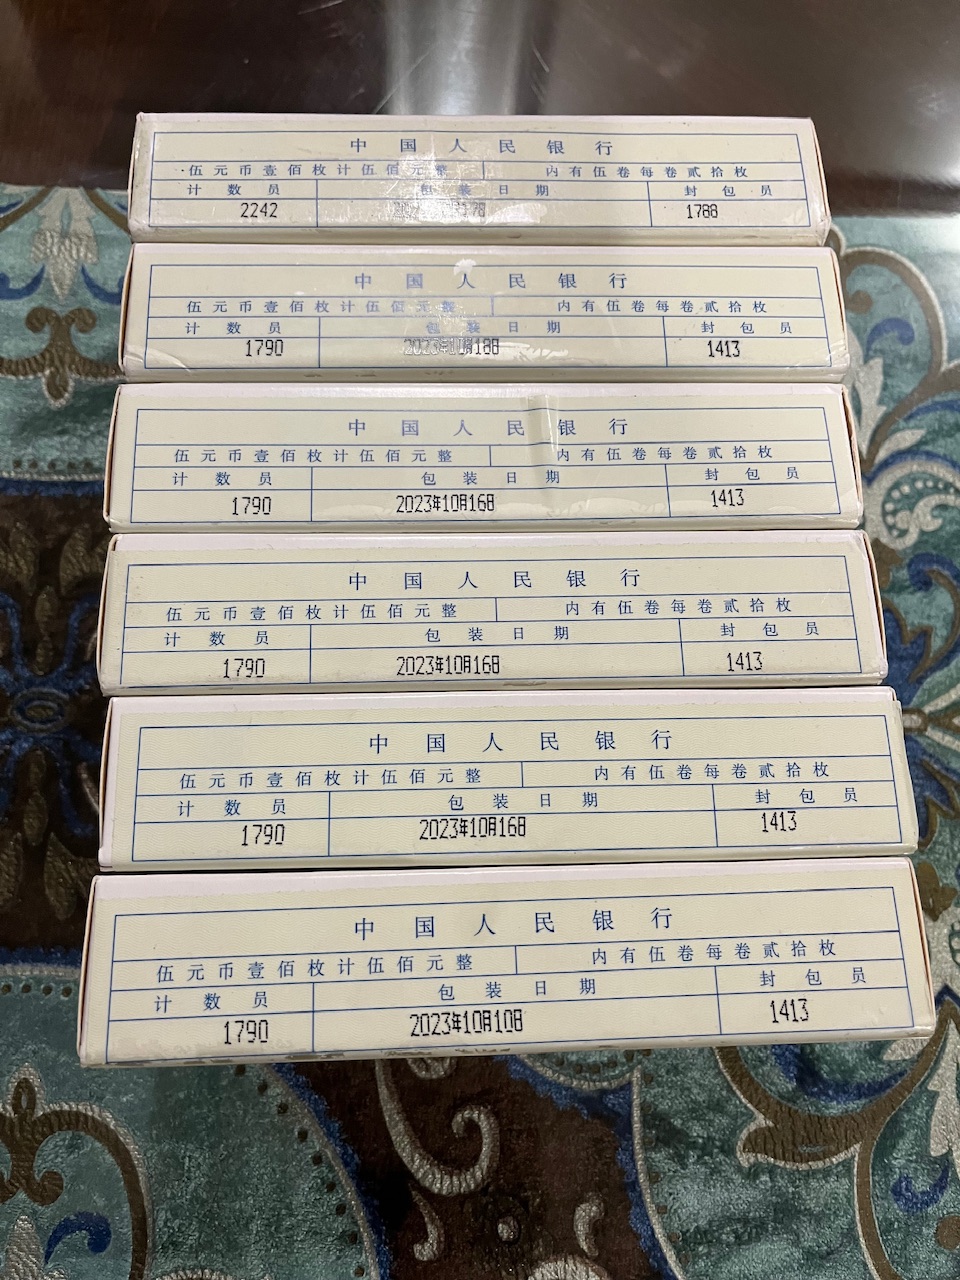 中国人民银行
伍元币壹佰枚计伍佰元整 内有伍卷每卷贰拾枚
计数员 包装日期 封包员
2242 1788
中国人民银行
伍元币壹佰枚计伍佰元整 内有伍卷每卷贰拾枚
计数员 包装日期 封包员
1790 2023年10月18日 1413
中国人民银行
伍元币壹佰枚计伍佰元整 内有伍卷每卷贰拾枚
计数员 包装日期 封包员
1790 2023年10月16日 1413
中国人民银行
伍元币壹佰枚计伍佰元整 内有伍卷每卷贰拾枚
计数员 包装日期 封包员
1790 2023年10月16日 1413
中国人民银行
伍元币壹佰枚计伍佰元整 内有伍卷每卷贰拾枚
计数员 包装日期 封包员
1790 2023年10月16日 1413
中国人民银行
伍元币壹佰枚计伍佰元整 内有伍卷每卷贰拾枚
计数员 包装日期 封包员
1790 2023年10月10日 1413